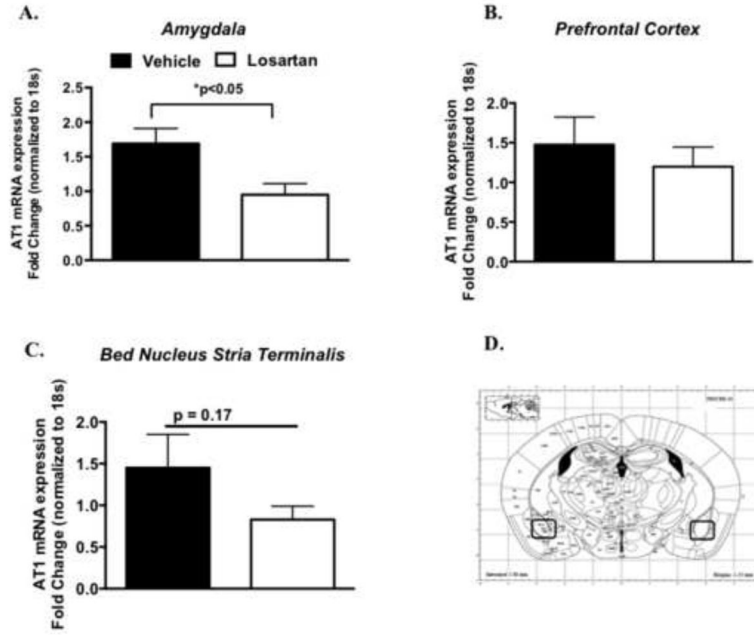 A.
Amygdala
Vehicle Losartan
*p<0.05
AT1 mRNA expression
Fold Change (normalized to 18s)
2.5
2.0
1.5
1.0
0.5
0.0
B.
Prefrontal Cortex
AT1 mRNA expression
Fold Change (normalized to 18s)
2.0
1.5
1.0
0.5
0.0
C.
Bed Nucleus Stria Terminalis
p = 0.17
AT1 mRNA expression
Fold Change (normalized to 18s)
2.0
1.5
1.0
0.5
0.0
D.